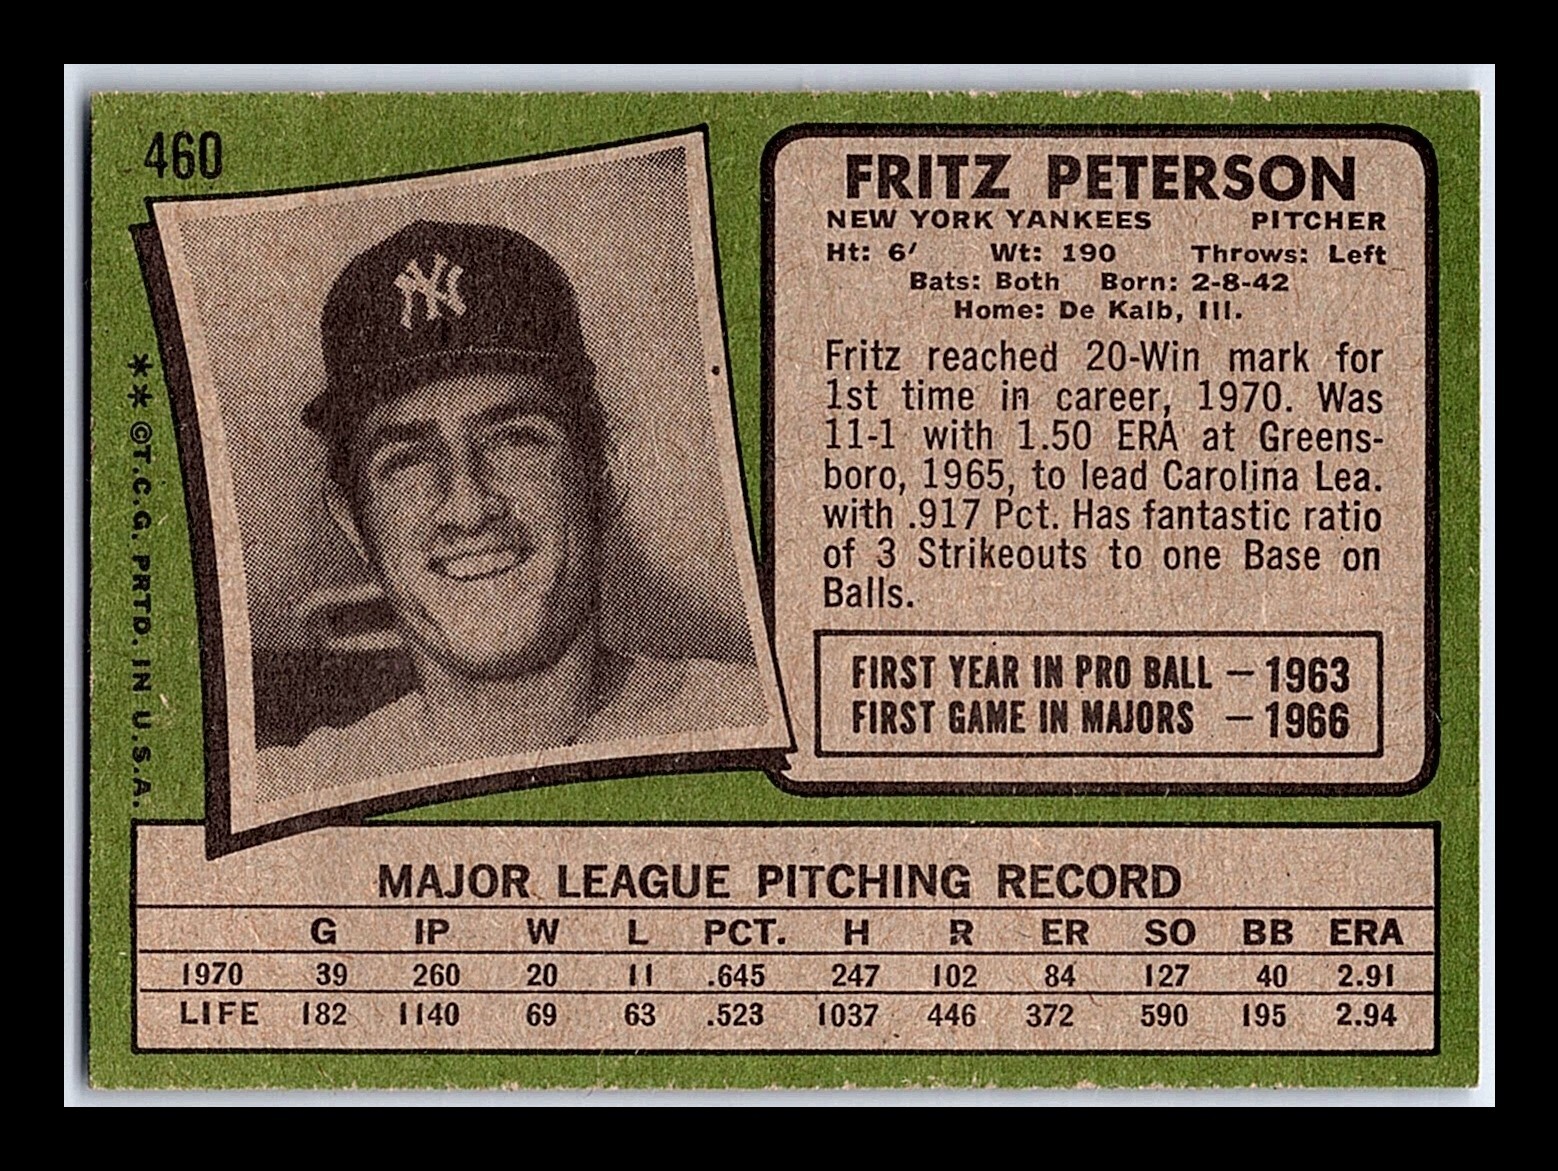 460
NY
** ©T.C.G. PRTD. IN U.S.A.
FRITZ PETERSON
NEW YORK YANKEES PITCHER
Ht: 6' Wt: 190 Throws: Left
Bats: Both Born: 2-8-42
Home: De Kalb, Ill.
Fritz reached 20-Win mark for
1st time in career, 1970. Was
11-1 with 1.50 ERA at Greens-
boro, 1965, to lead Carolina Lea.
with .917 Pct. Has fantastic ratio
of 3 Strikeouts to one Base on
Balls.
FIRST YEAR IN PRO BALL — 1963
FIRST GAME IN MAJORS — 1966
MAJOR LEAGUE PITCHING RECORD
G IP W L PCT. H R ER SO BB ERA
1970 39 260 20 11 .645 247 102 84 127 40 2.91
LIFE 182 1140 69 63 .523 1037 446 372 590 195 2.94